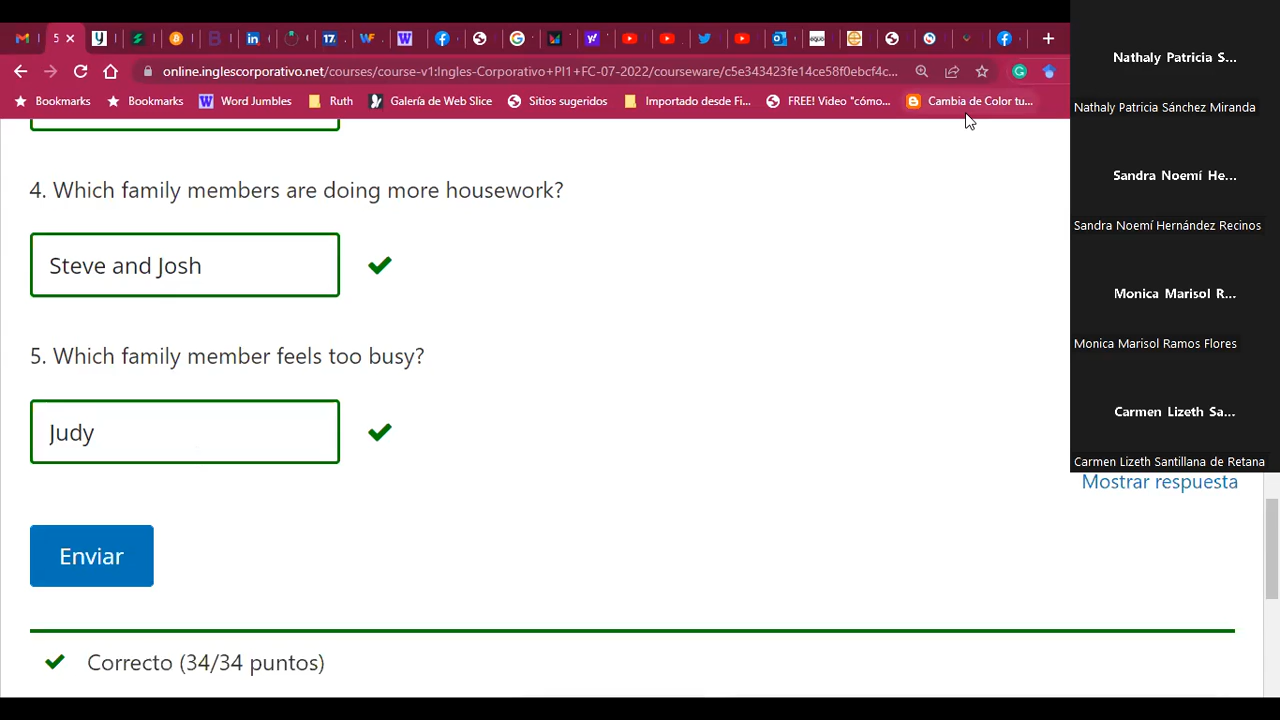 5
17
online.inglescorporativo.net/courses/course-v1:Ingles-Corporativo+PI1+FC-07-2022/courseware/c5e343423fe14ce58f0ebcf4c...
Bookmarks
Bookmarks
Word Jumbles
Ruth
Galería de Web Slice
Sitios sugeridos
Importado desde Fi...
FREE! Video "cómo...
Cambia de Color tu...
4. Which family members are doing more housework?
Steve and Josh
5. Which family member feels too busy?
Judy
Mostrar respuesta
Enviar
Correcto (34/34 puntos)
Nathaly Patricia S...
Nathaly Patricia Sánchez Miranda
Sandra Noemí He...
Sandra Noemí Hernández Recinos
Monica Marisol R...
Monica Marisol Ramos Flores
Carmen Lizeth Sa...
Carmen Lizeth Santillana de Retana